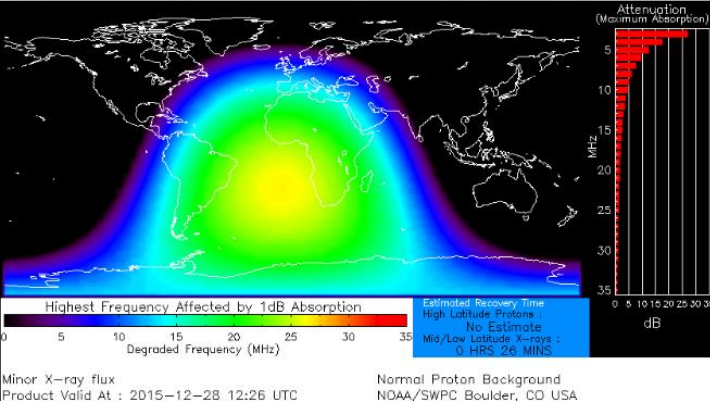 Attenuation
(Maximum Absorption)
5
10
15
MHz
20
25
30
35
0 5 10 15 20 25 30 35
dB
Highest Frequency Affected by 1dB Absorption
0 5 10 15 20 25 30 35
Degraded Frequency (MHz)
Estimated Recovery Time
High Latitude Protons :
No Estimate
Mid/Low Latitude X-rays :
0 HRS 26 MINS
Minor X-ray flux
Product Valid At : 2015-12-28 12:26 UTC
Normal Proton Background
NOAA/SWPC Boulder, CO USA